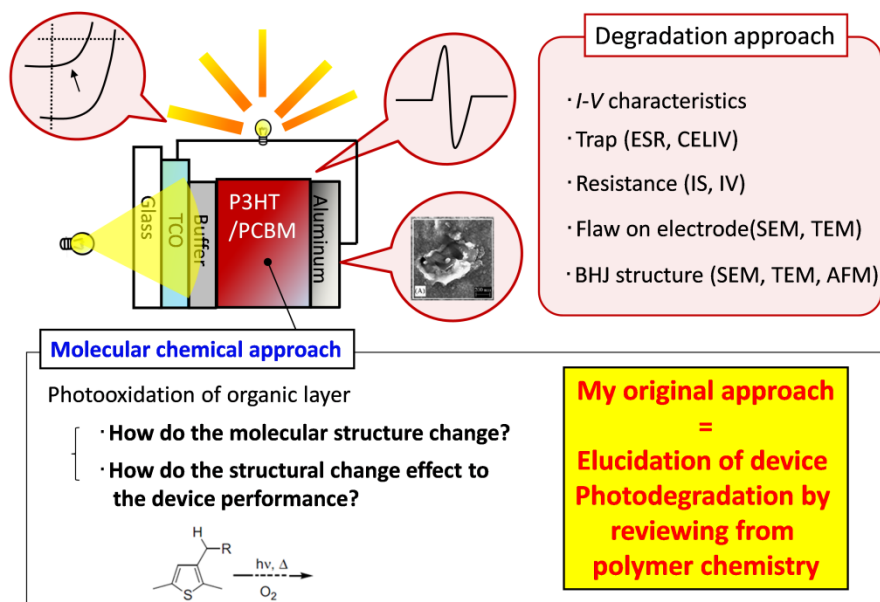 Degradation approach
・I-V characteristics
・Trap (ESR, CELIV)
・Resistance (IS, IV)
・Flaw on electrode(SEM, TEM)
・BHJ structure (SEM, TEM, AFM)
Glass
TCO
Buffer
P3HT
/PCBM
Aluminum
(A)
Molecular chemical approach
Photooxidation of organic layer
・How do the molecular structure change?
・How do the structural change effect to
the device performance?
H
R
S
hν, Δ
O2
My original approach
=
Elucidation of device
Photodegradation by
reviewing from
polymer chemistry